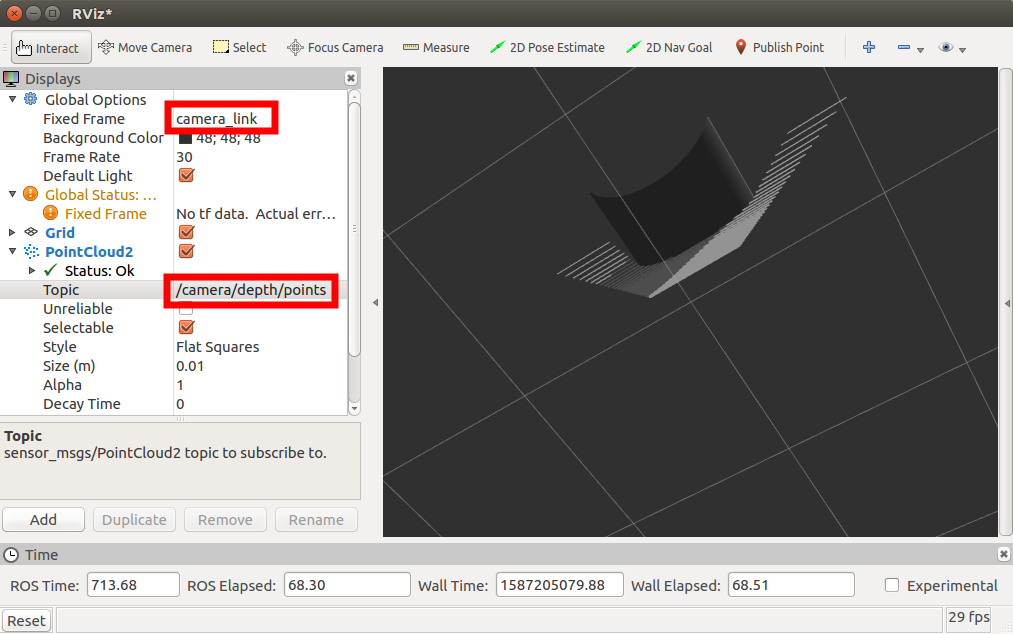 RViz*
Interact Move Camera Select Focus Camera Measure 2D Pose Estimate 2D Nav Goal Publish Point
Displays
Global Options
Fixed Frame camera_link
Background Color 48; 48; 48
Frame Rate 30
Default Light
Global Status: ...
Fixed Frame No tf data. Actual err...
Grid
PointCloud2
Status: Ok
Topic /camera/depth/points
Unreliable
Selectable
Style Flat Squares
Size (m) 0.01
Alpha 1
Decay Time 0
Topic
sensor_msgs/PointCloud2 topic to subscribe to.
Add Duplicate Remove Rename
Time
ROS Time: 713.68 ROS Elapsed: 68.30 Wall Time: 1587205079.88 Wall Elapsed: 68.51 Experimental
Reset 29 fps